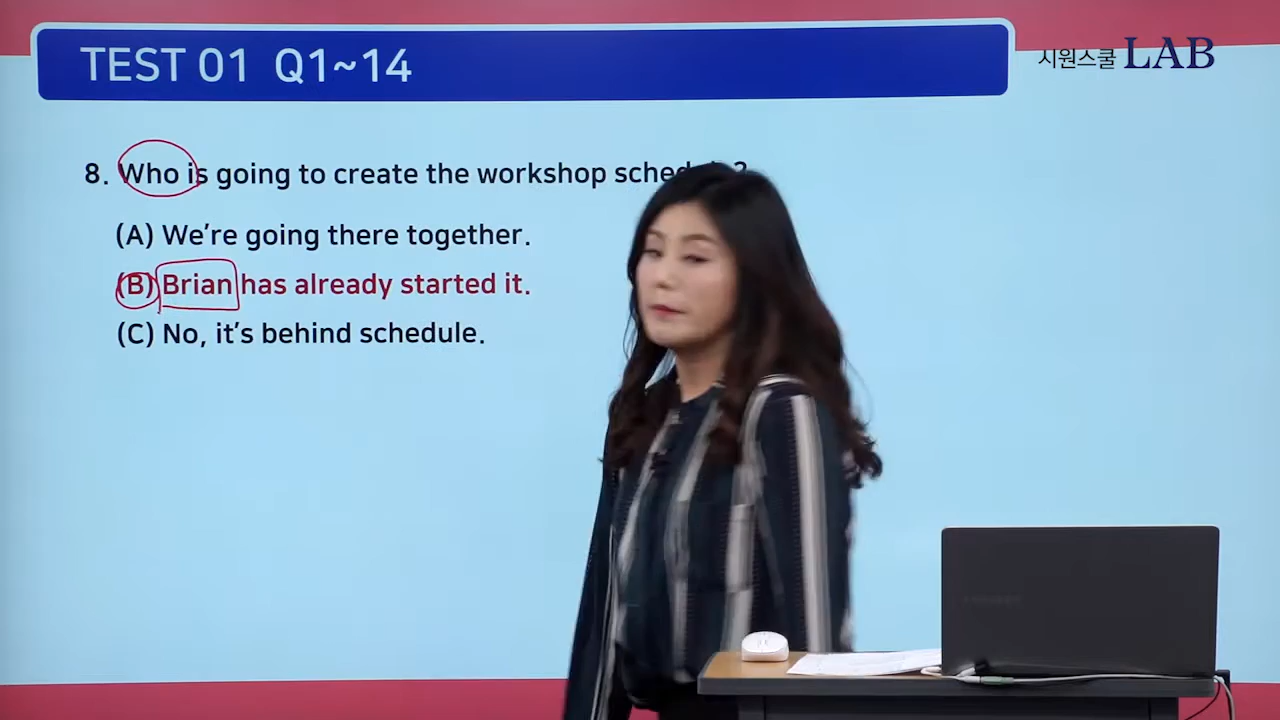 TEST 01 Q1~14
시원스쿨 LAB
8. Who is going to create the workshop schedule?
(A) We're going there together.
(B) Brian has already started it.
(C) No, it's behind schedule.